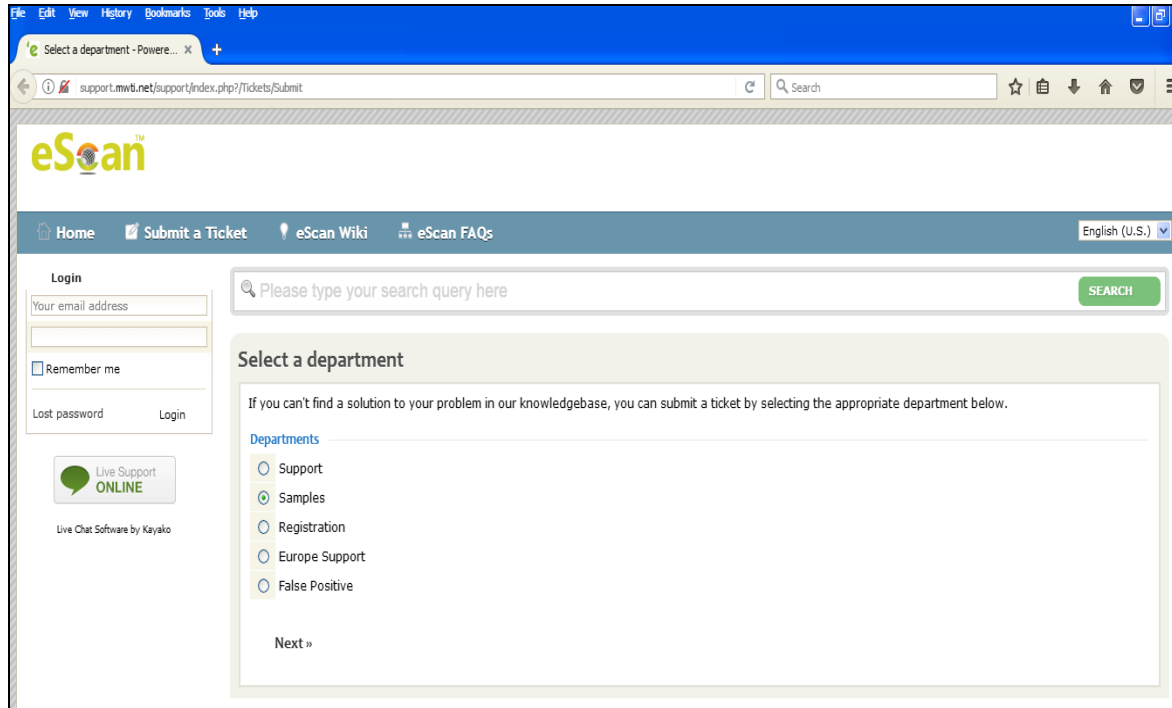 File Edit View History Bookmarks Tools Help
Select a department - Powere...
support.mwti.net/support/index.php?/Tickets/Submit
Search
eScan™
Home Submit a Ticket eScan Wiki eScan FAQs English (U.S.)
Login
Your email address
Remember me
Lost password Login
Live Support
ONLINE
Live Chat Software by Kayako
Please type your search query here SEARCH
Select a department
If you can't find a solution to your problem in our knowledgebase, you can submit a ticket by selecting the appropriate department below.
Departments
Support
Samples
Registration
Europe Support
False Positive
Next »